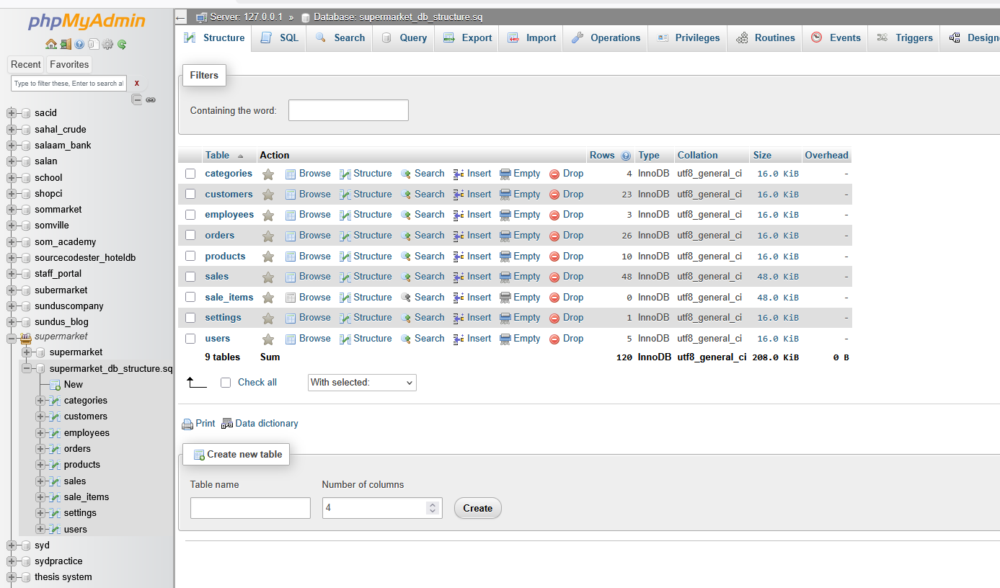 phpMyAdmin
Recent Favorites
Type to filter these, Enter to search al X
sacid
sahal_crude
salaam_bank
salan
school
shopci
sommarket
somville
som_academy
sourcecodester_hoteldb
staff_portal
subermarket
sunduscompany
sundus_blog
supermarket
supermarket
supermarket_db_structure.sq
New
categories
customers
employees
orders
products
sales
sale_items
settings
users
syd
sydpractice
thesis system
Server: 127.0.0.1 » Database: supermarket_db_structure.sq
Structure SQL Search Query Export Import Operations Privileges Routines Events Triggers Designe
Filters
Containing the word:
Table Action Rows Type Collation Size Overhead
categories Browse Structure Search Insert Empty Drop 4 InnoDB utf8_general_ci 16.0 KiB -
customers Browse Structure Search Insert Empty Drop 23 InnoDB utf8_general_ci 16.0 KiB -
employees Browse Structure Search Insert Empty Drop 3 InnoDB utf8_general_ci 16.0 KiB -
orders Browse Structure Search Insert Empty Drop 26 InnoDB utf8_general_ci 16.0 KiB -
products Browse Structure Search Insert Empty Drop 10 InnoDB utf8_general_ci 16.0 KiB -
sales Browse Structure Search Insert Empty Drop 48 InnoDB utf8_general_ci 48.0 KiB -
sale_items Browse Structure Search Insert Empty Drop 0 InnoDB utf8_general_ci 48.0 KiB -
settings Browse Structure Search Insert Empty Drop 1 InnoDB utf8_general_ci 16.0 KiB -
users Browse Structure Search Insert Empty Drop 5 InnoDB utf8_general_ci 16.0 KiB -
9 tables Sum 120 InnoDB utf8_general_ci 208.0 KiB 0 B
Check all With selected:
Print Data dictionary
Create new table
Table name Number of columns
4 Create